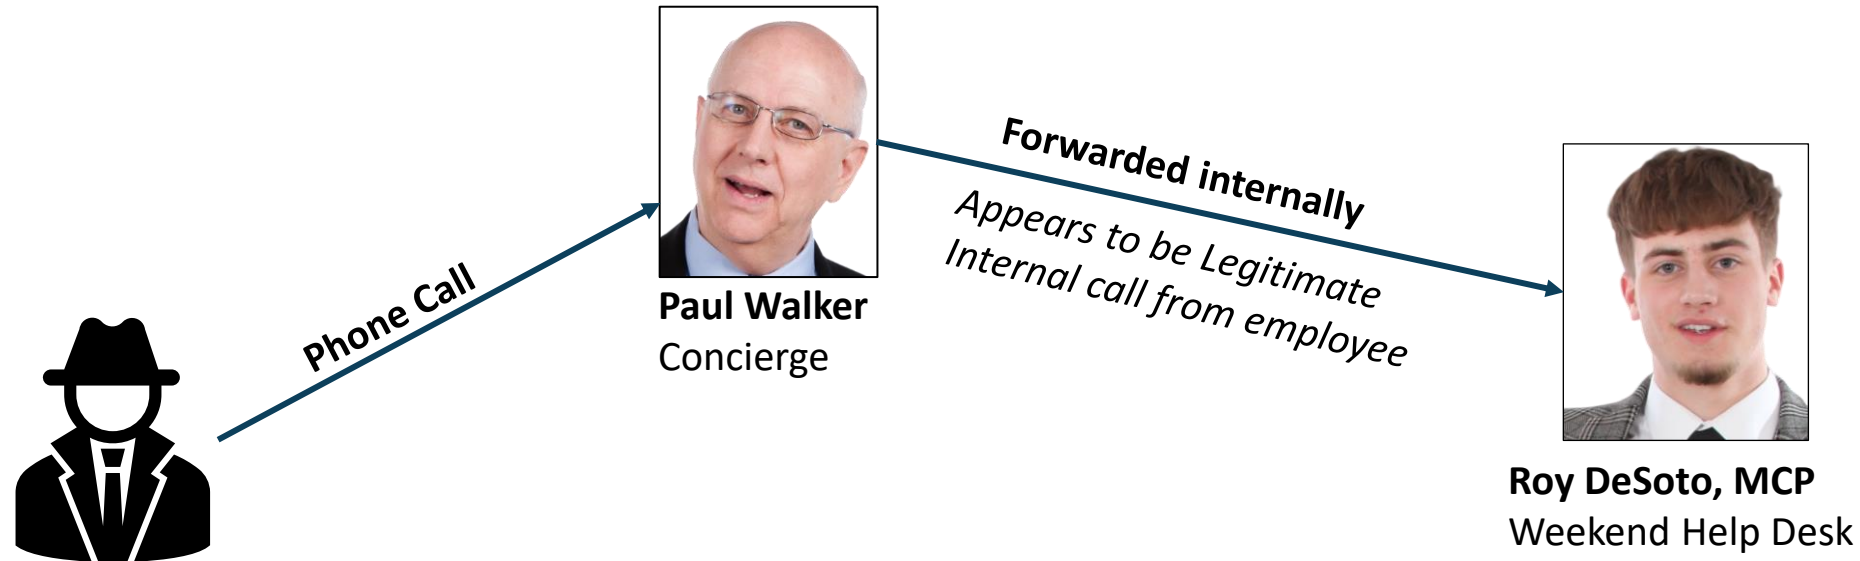 Phone Call
Paul Walker
Concierge
Forwarded internally
Appears to be Legitimate
Internal call from employee
Roy DeSoto, MCP
Weekend Help Desk